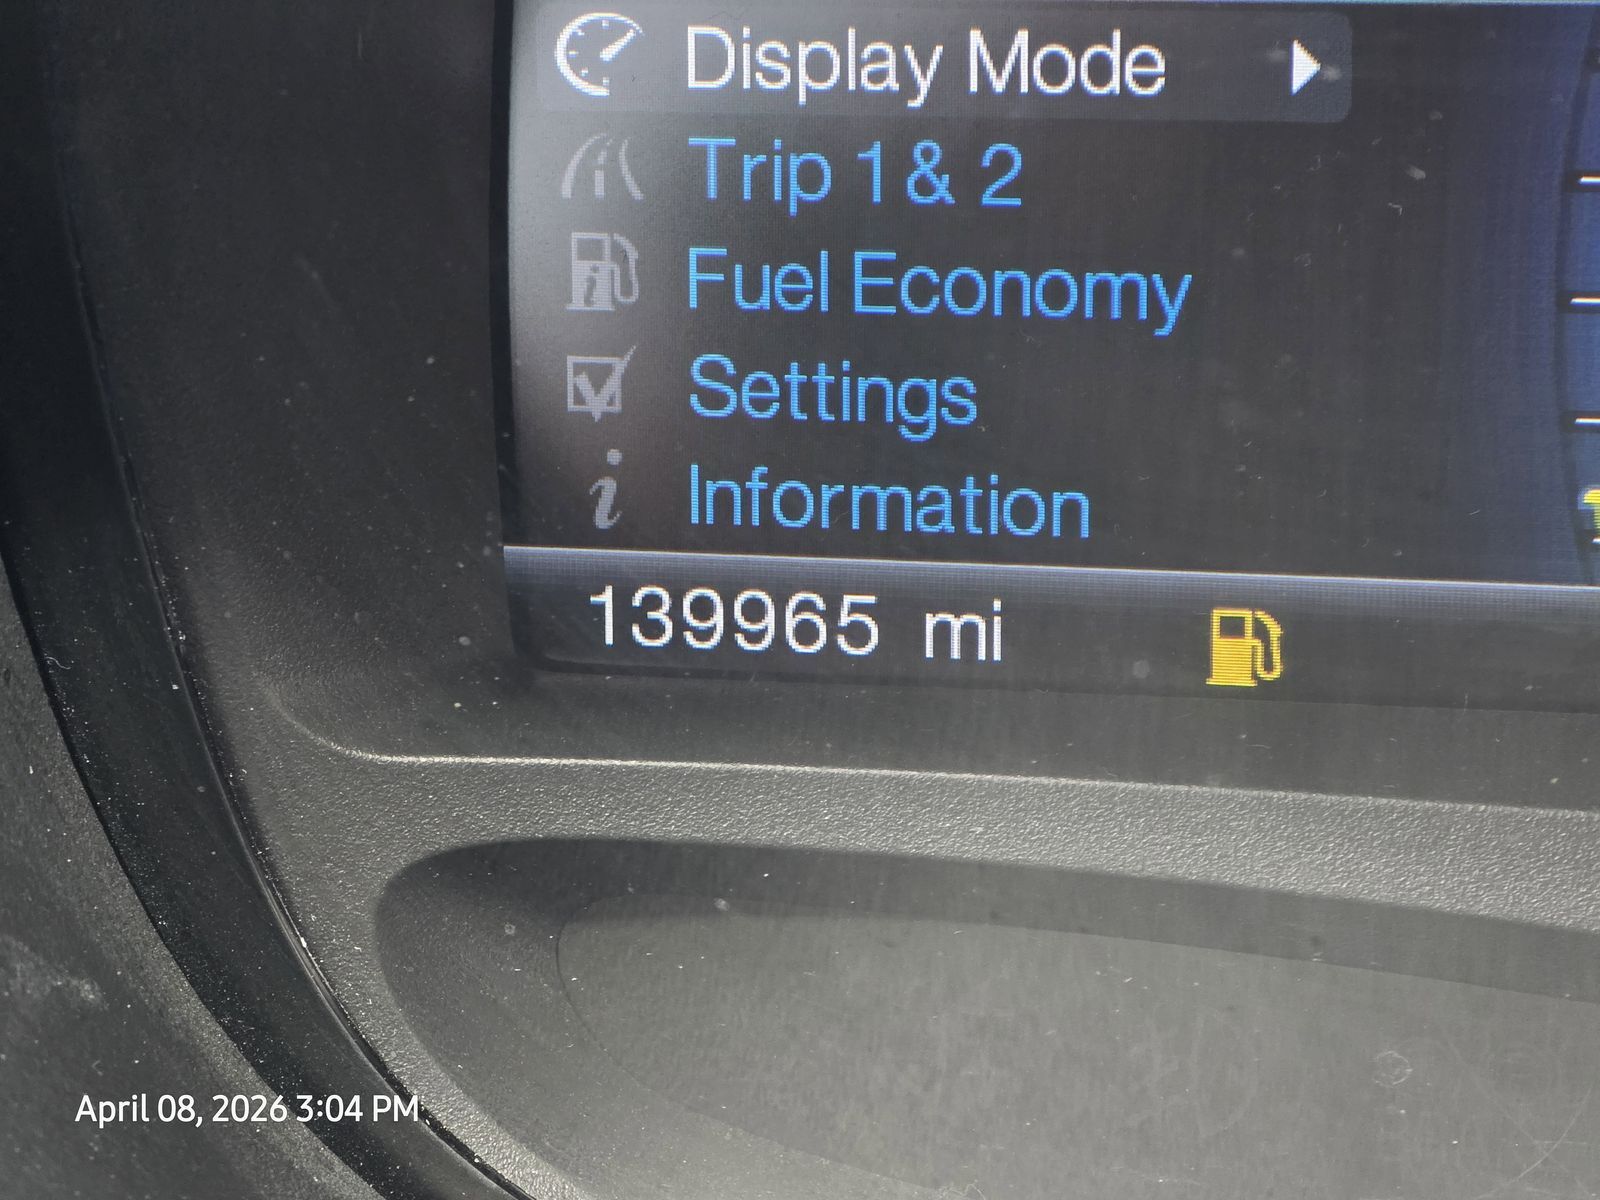 Display Mode
Trip 1 & 2
Fuel Economy
Settings
Information
139965 mi
April 08, 2026 3:04 PM